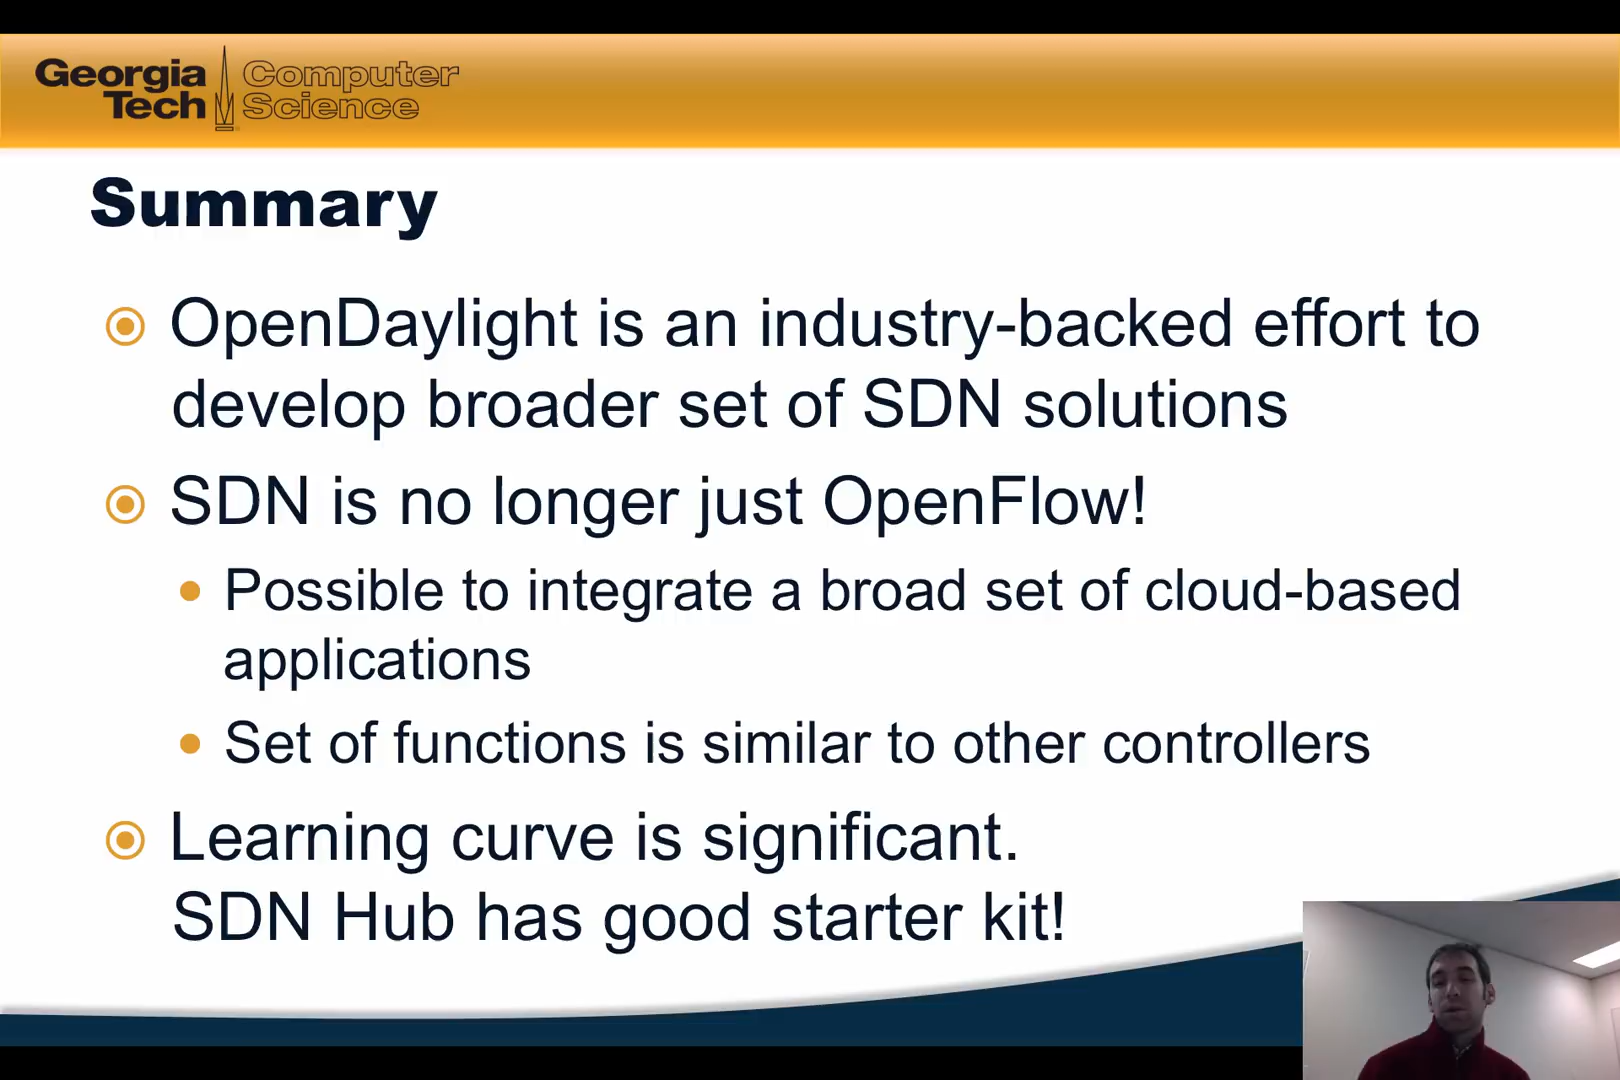 Georgia
Tech
Computer
Science
Summary
OpenDaylight is an industry-backed effort to
develop broader set of SDN solutions
SDN is no longer just OpenFlow!
Possible to integrate a broad set of cloud-based
applications
Set of functions is similar to other controllers
Learning curve is significant.
SDN Hub has good starter kit!